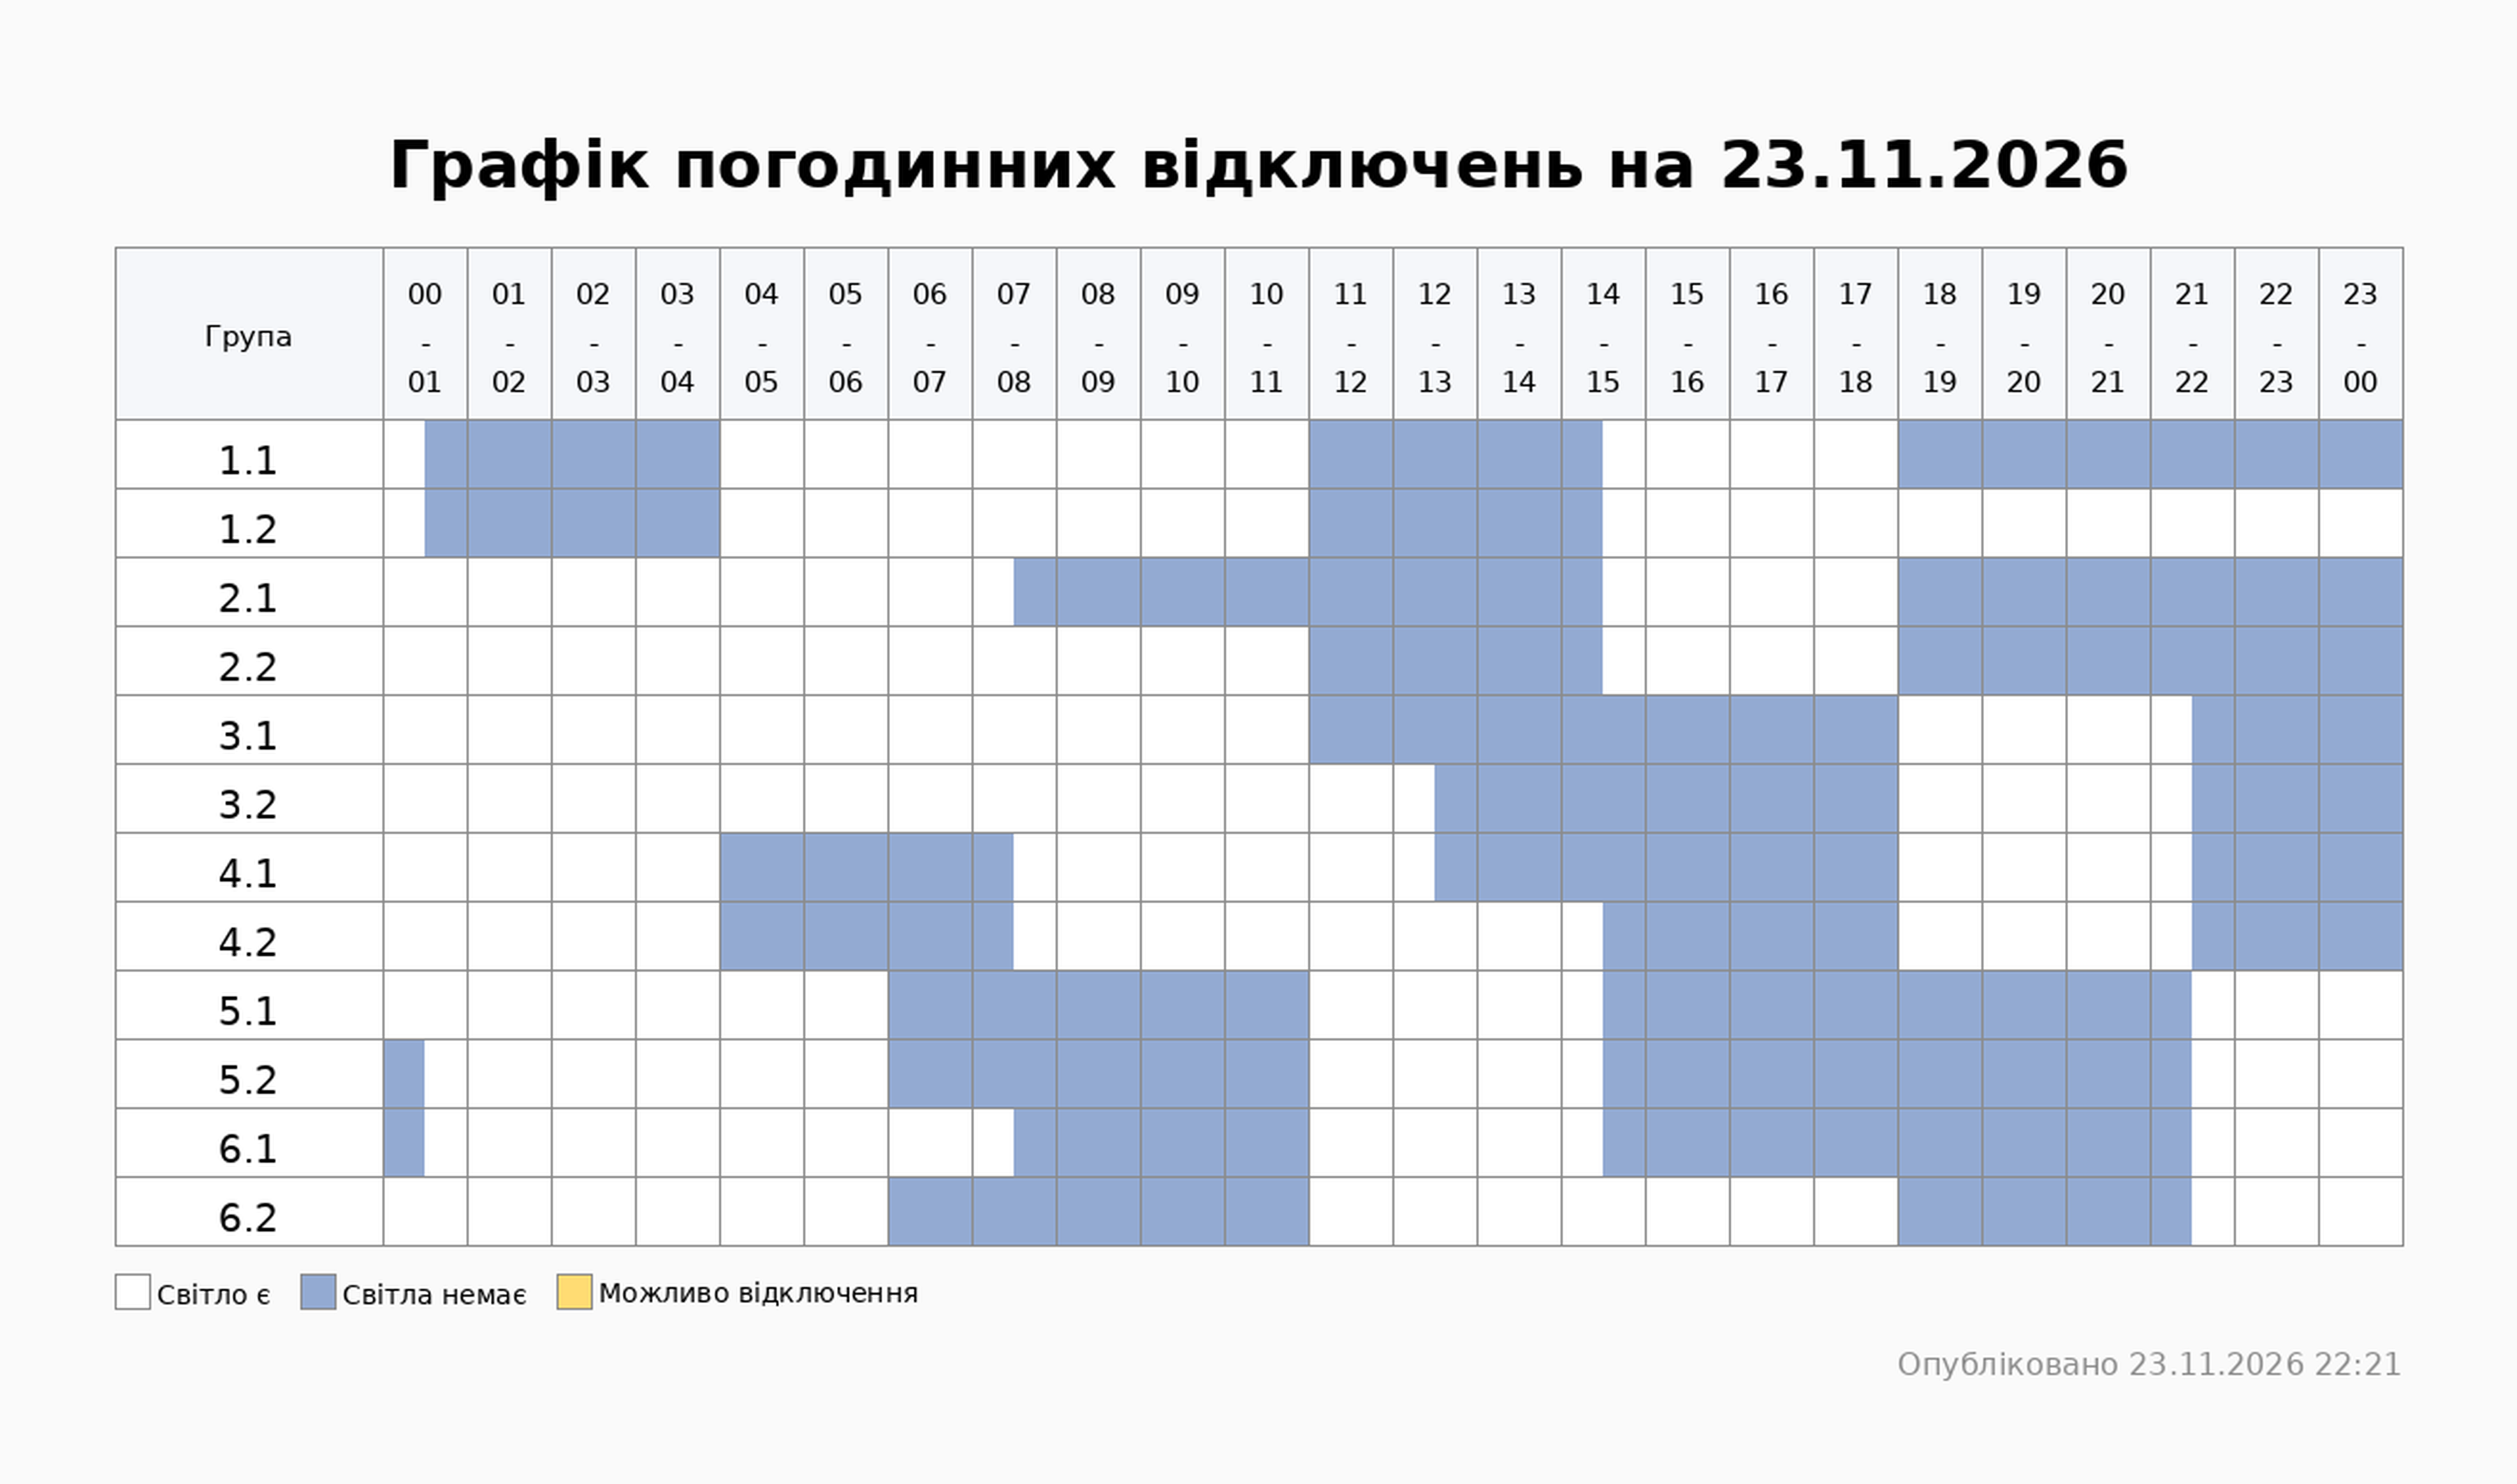 Графік погодинних відключень на 23.11.2026
Група
00 - 01
01 - 02
02 - 03
03 - 04
04 - 05
05 - 06
06 - 07
07 - 08
08 - 09
09 - 10
10 - 11
11 - 12
12 - 13
13 - 14
14 - 15
15 - 16
16 - 17
17 - 18
18 - 19
19 - 20
20 - 21
21 - 22
22 - 23
23 - 00
1.1
1.2
2.1
2.2
3.1
3.2
4.1
4.2
5.1
5.2
6.1
6.2
Світло є
Світла немає
Можливо відключення
Опубліковано 23.11.2026 22:21